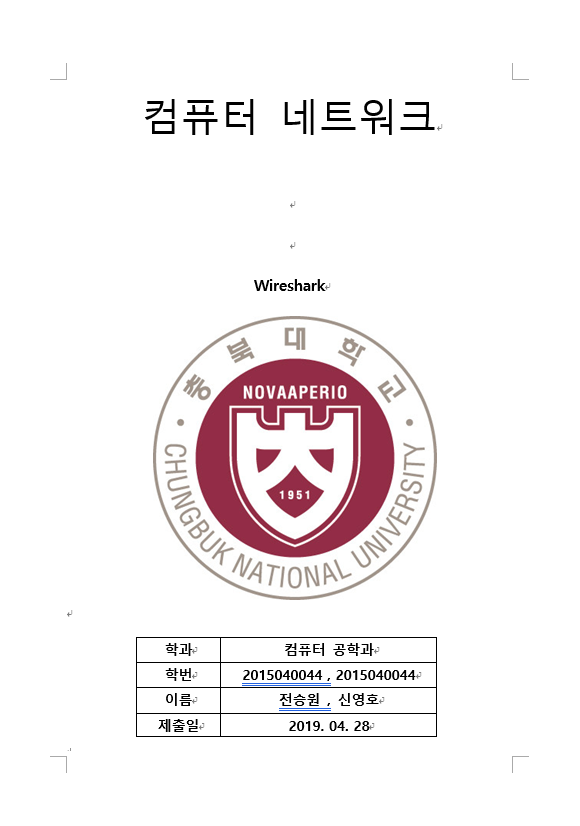 컴퓨터 네트워크
Wireshark
충북대학교
NOVAAPERIO
1951
CHUNGBUK NATIONAL UNIVERSITY
학과 컴퓨터 공학과
학번 2015040044 , 2015040044
이름 전승원 , 신영호
제출일 2019. 04. 28